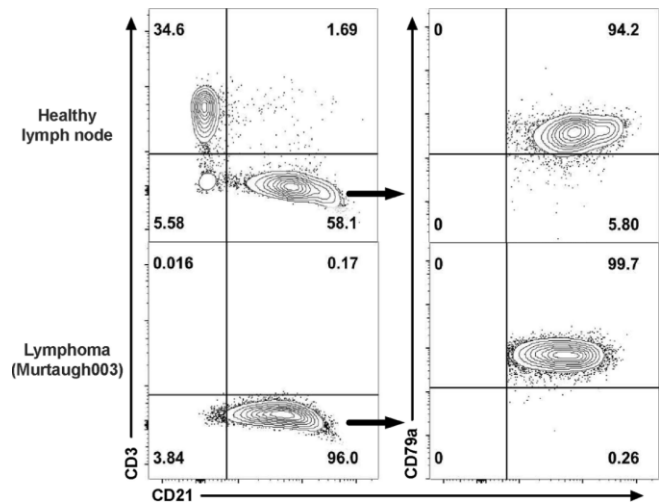 34.6 1.69
0 94.2
Healthy
lymph node
5.58 58.1
0 5.80
0.016 0.17
0 99.7
Lymphoma
(Murtaugh003)
3.84 96.0
0 0.26
CD3
CD79a
CD21